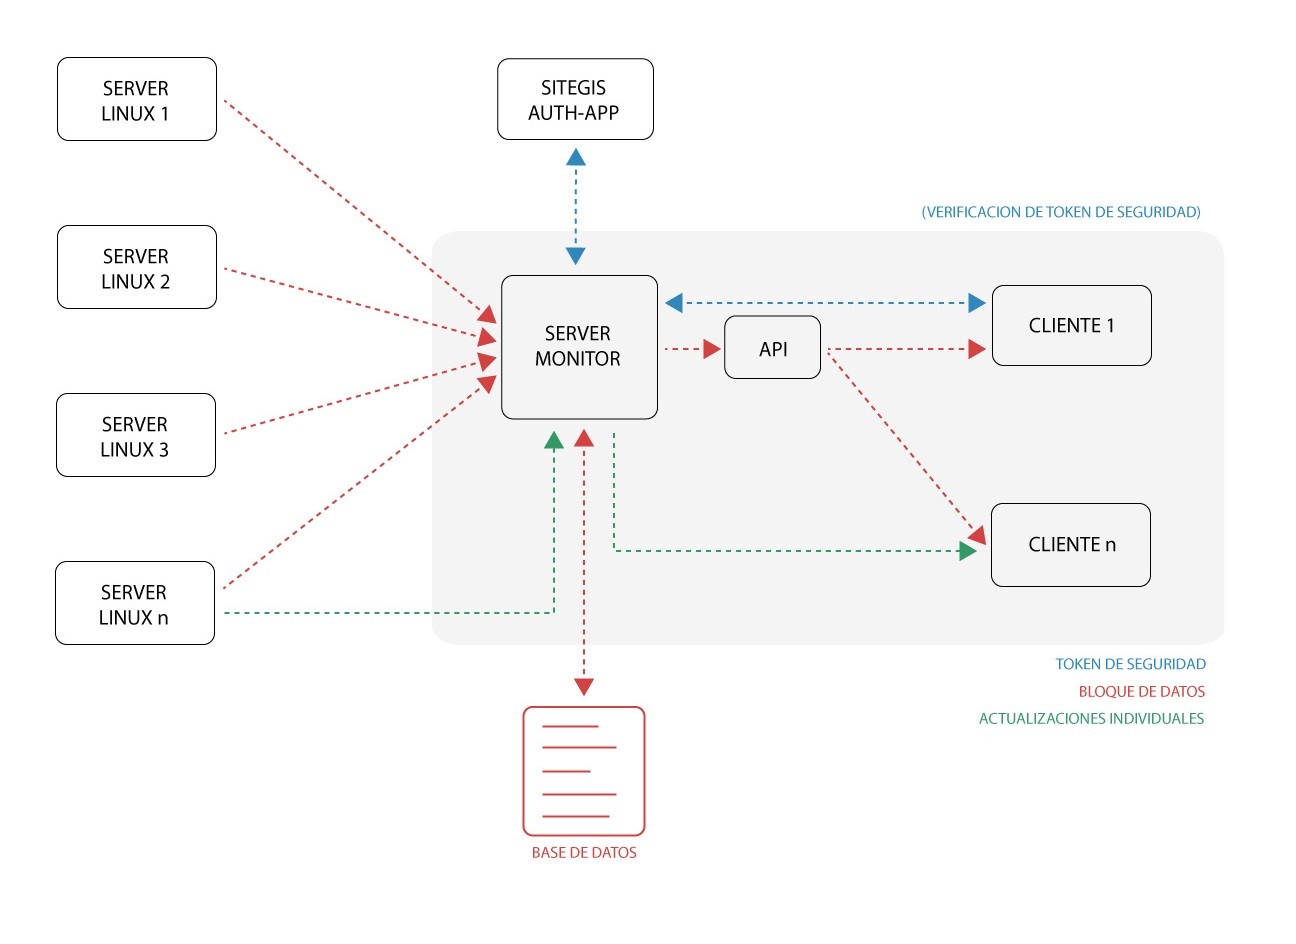 SERVER
LINUX 1
SITEGIS
AUTH-APP
(VERIFICACION DE TOKEN DE SEGURIDAD)
SERVER
LINUX 2
SERVER
MONITOR
API
CLIENTE 1
SERVER
LINUX 3
CLIENTE n
SERVER
LINUX n
TOKEN DE SEGURIDAD
BLOQUE DE DATOS
ACTUALIZACIONES INDIVIDUALES
BASE DE DATOS